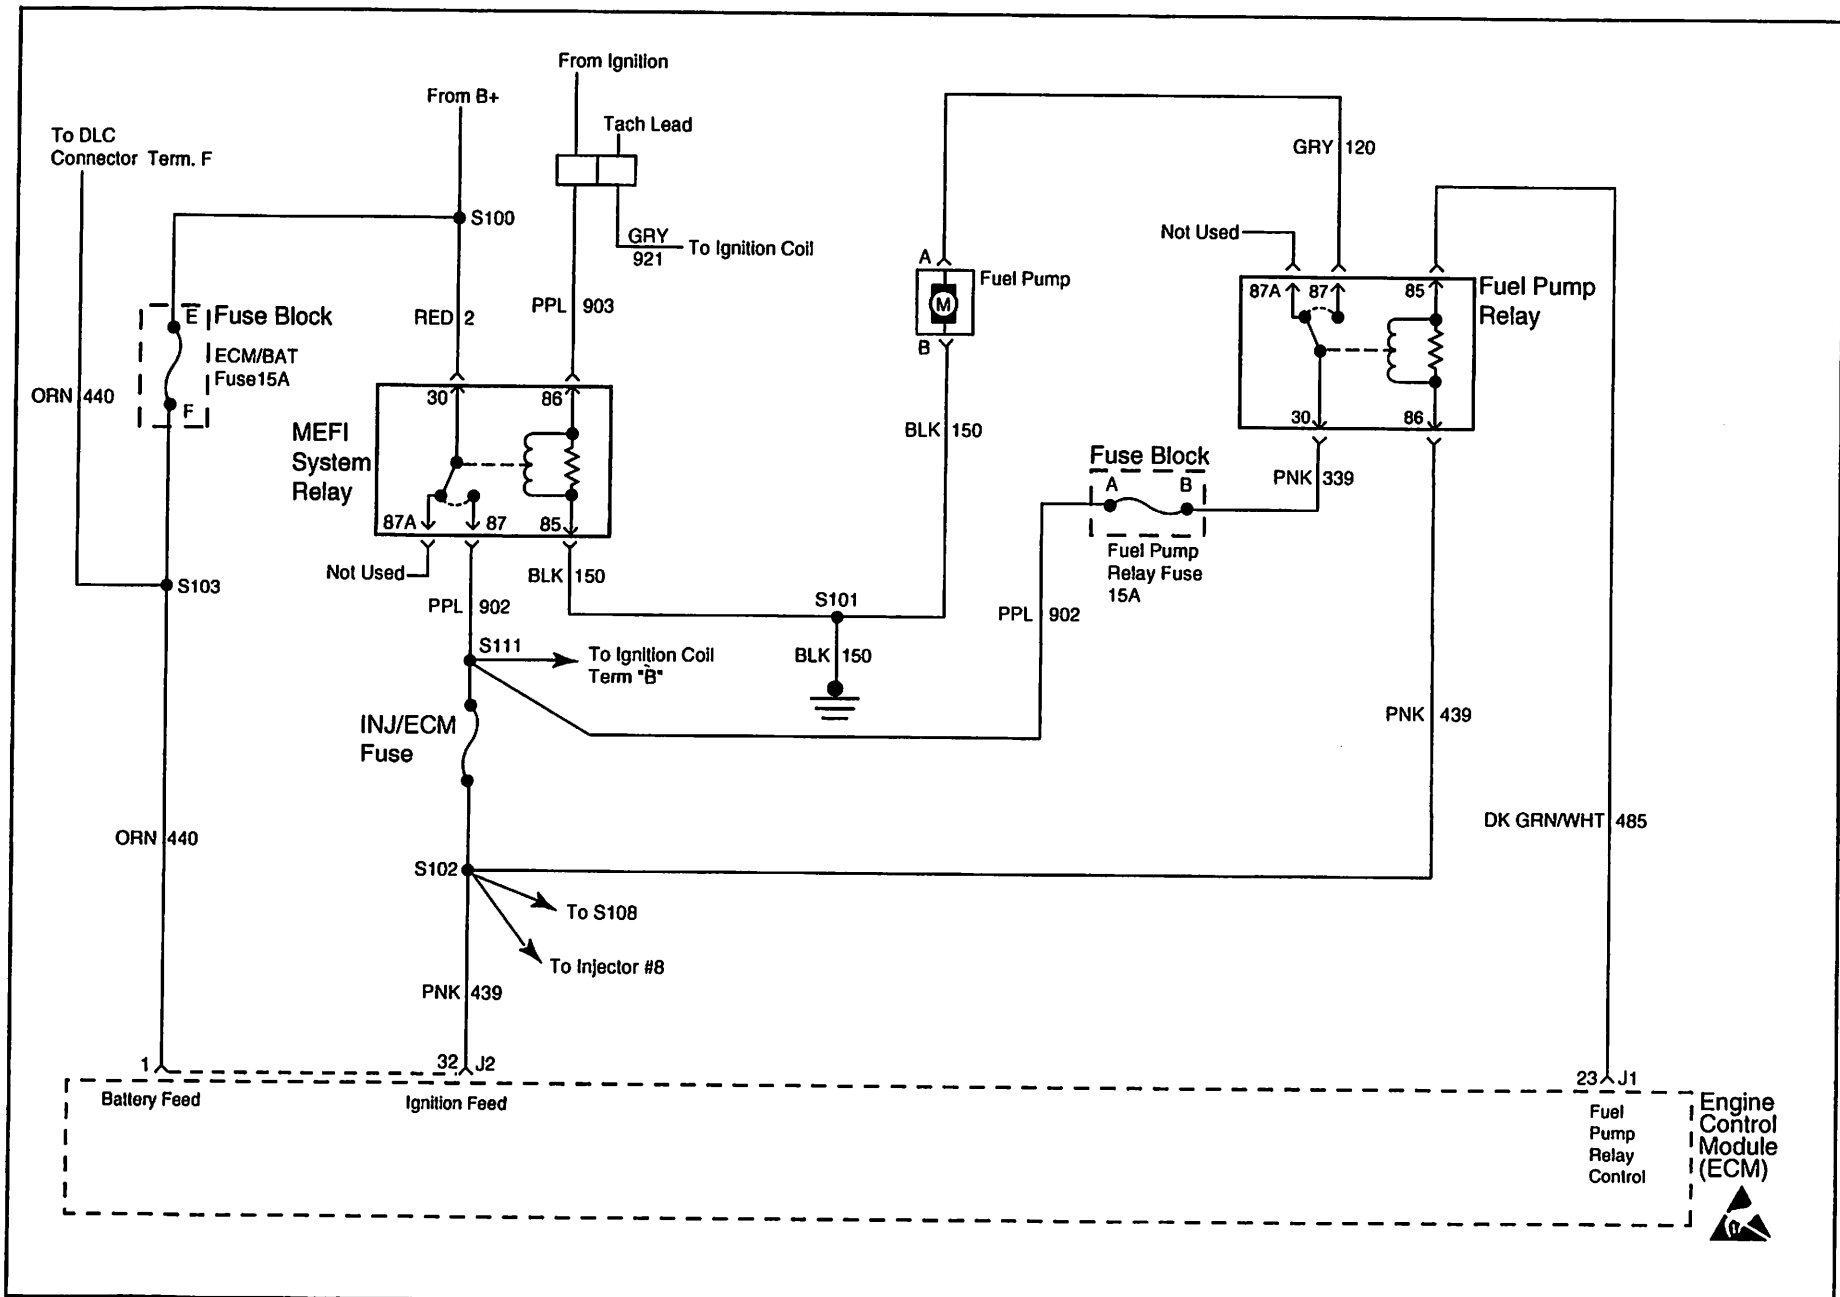 From Ignition
From B+
Tach Lead
To DLC
Connector Term. F
GRY 120
S100
GRY
921
To Ignition Coil
Not Used
A
Fuel Pump
M
B
87A
87
85
Fuel Pump
Relay
30
86
E
Fuse Block
ECM/BAT
Fuse15A
F
RED 2
PPL 903
ORN 440
30
86
MEFI
System
Relay
87A
87
85
BLK 150
Fuse Block
A
B
PNK 339
Fuel Pump
Relay Fuse
15A
Not Used
BLK 150
S103
PPL 902
S101
PPL 902
S111
To Ignition Coil
Term "B"
BLK 150
INJ/ECM
Fuse
PNK 439
DK GRN/WHT 485
ORN 440
S102
To S108
To Injector #8
PNK 439
1
32 J2
23 J1
Battery Feed
Ignition Feed
Fuel
Pump
Relay
Control
Engine
Control
Module
(ECM)